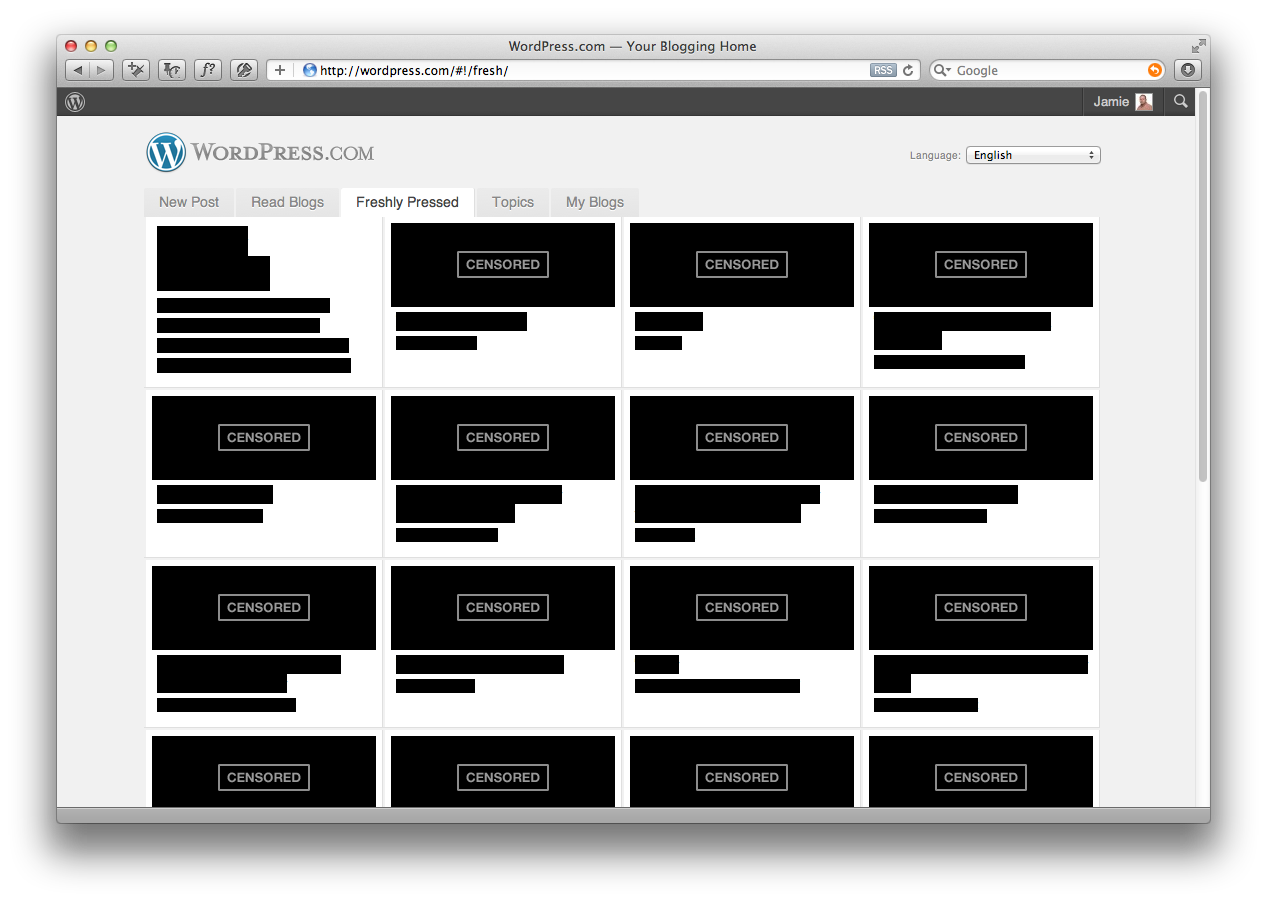 WordPress.com — Your Blogging Home
f?
http://wordpress.com/#!/fresh/
RSS
Google
Jamie
WORDPRESS.COM
Language: English
New Post Read Blogs Freshly Pressed Topics My Blogs
CENSORED CENSORED CENSORED
CENSORED CENSORED CENSORED CENSORED
CENSORED CENSORED CENSORED CENSORED
CENSORED CENSORED CENSORED CENSORED